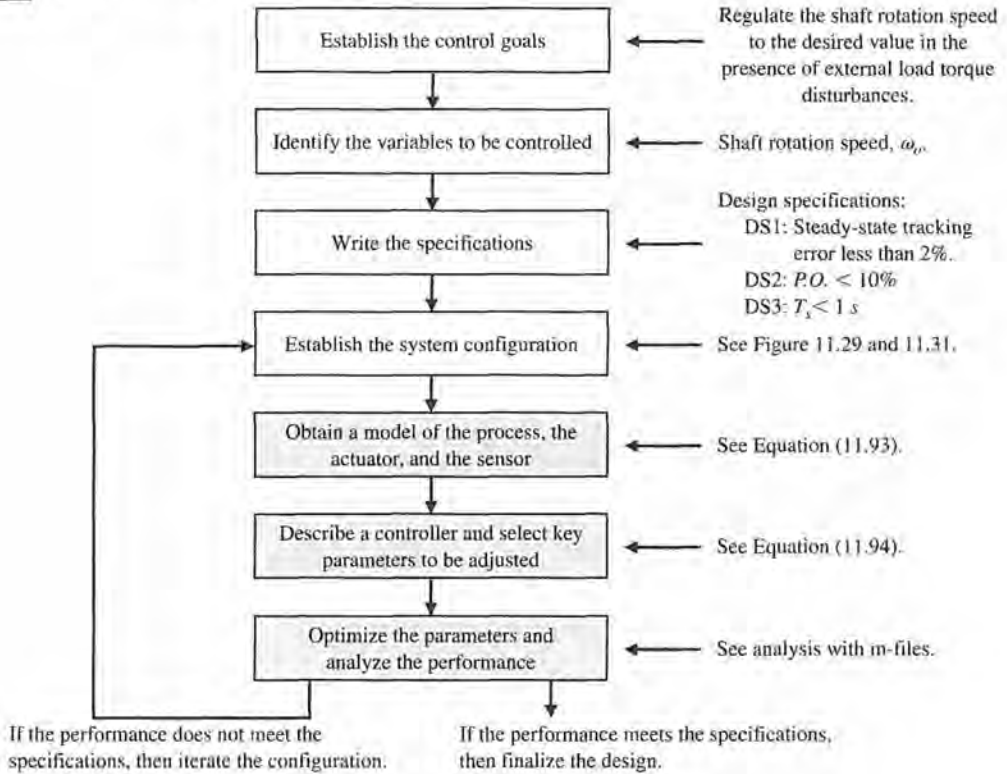 Establish the control goals
Regulate the shaft rotation speed
to the desired value in the
presence of external load torque
disturbances.
Identify the variables to be controlled
Shaft rotation speed, ω_o.
Write the specifications
Design specifications:
DS1: Steady-state tracking
error less than 2%.
DS2: P.O. < 10%
DS3: T_s < 1 s
Establish the system configuration
See Figure 11.29 and 11.31.
Obtain a model of the process, the
actuator, and the sensor
See Equation (11.93).
Describe a controller and select key
parameters to be adjusted
See Equation (11.94).
Optimize the parameters and
analyze the performance
See analysis with m-files.
If the performance does not meet the
specifications, then iterate the configuration.
If the performance meets the specifications,
then finalize the design.